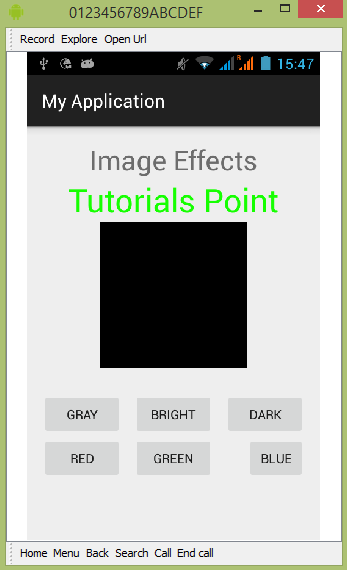 0123456789ABCDEF
Record Explore Open Url
R 15:47
My Application
Image Effects
Tutorials Point
GRAY BRIGHT DARK
RED GREEN BLUE
Home Menu Back Search Call End call